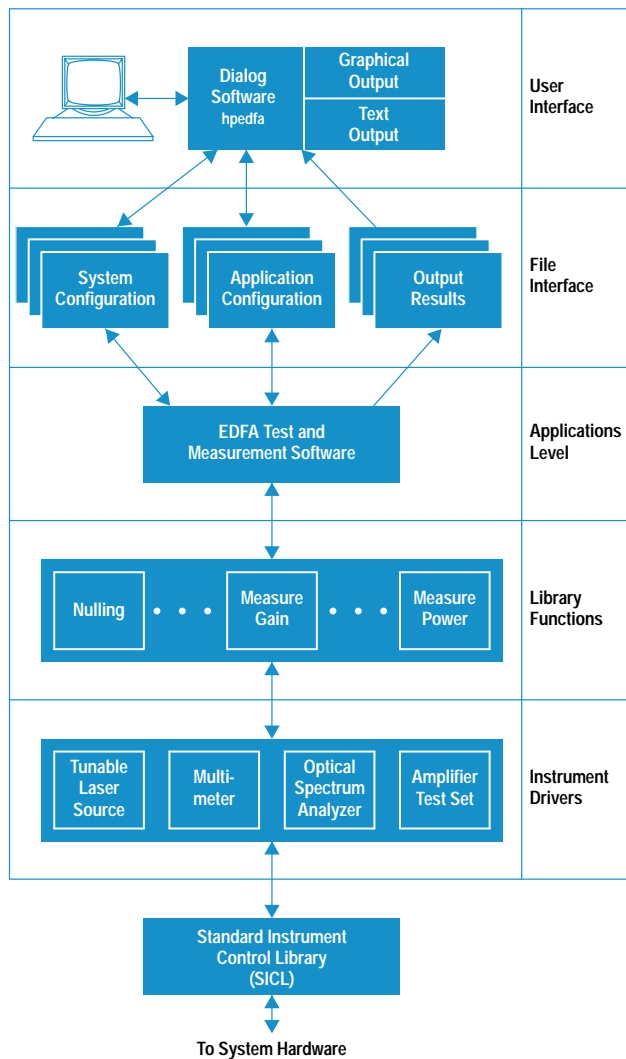 Dialog
Software
hpedfa
Graphical
Output
Text
Output
User
Interface
System
Configuration
Application
Configuration
Output
Results
File
Interface
EDFA Test and
Measurement Software
Applications
Level
Nulling
Measure
Gain
Measure
Power
Library
Functions
Tunable
Laser
Source
Multi-
meter
Optical
Spectrum
Analyzer
Amplifier
Test Set
Instrument
Drivers
Standard Instrument
Control Library
(SICL)
To System Hardware